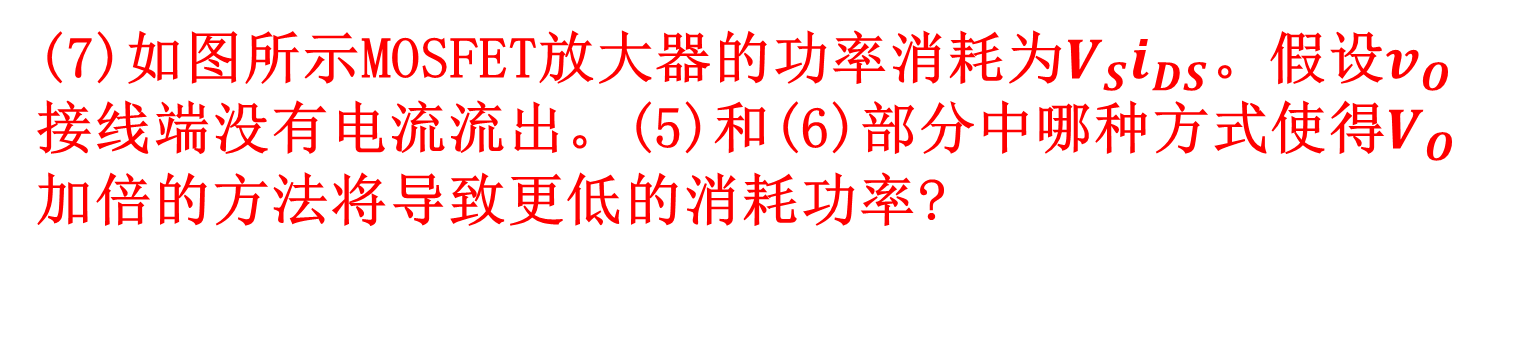 (7)如图所示MOSFET放大器的功率消耗为V_S i_{DS}。假设v_O
接线端没有电流流出。(5)和(6)部分中哪种方式使得V_O
加倍的方法将导致更低的消耗功率?